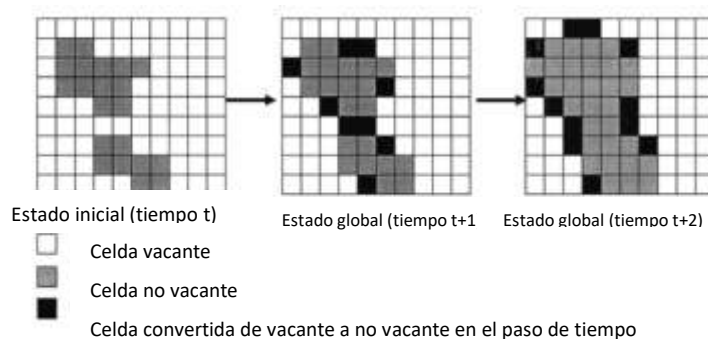 Estado inicial (tiempo t)
Estado global (tiempo t+1
Estado global (tiempo t+2)
Celda vacante
Celda no vacante
Celda convertida de vacante a no vacante en el paso de tiempo